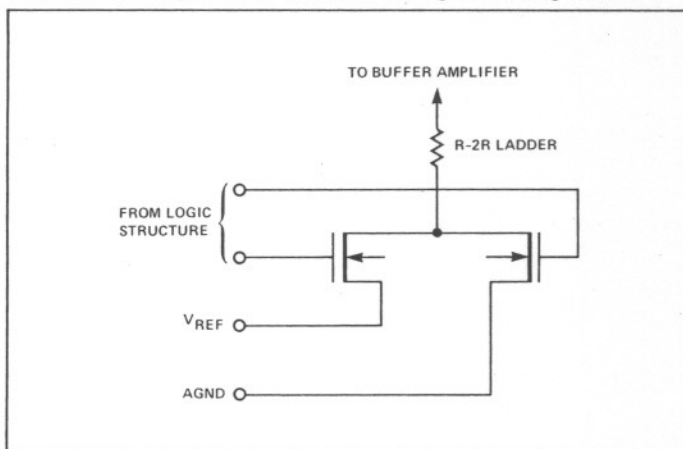 TO BUFFER AMPLIFIER
R-2R LADDER
FROM LOGIC
STRUCTURE
VREF
AGND